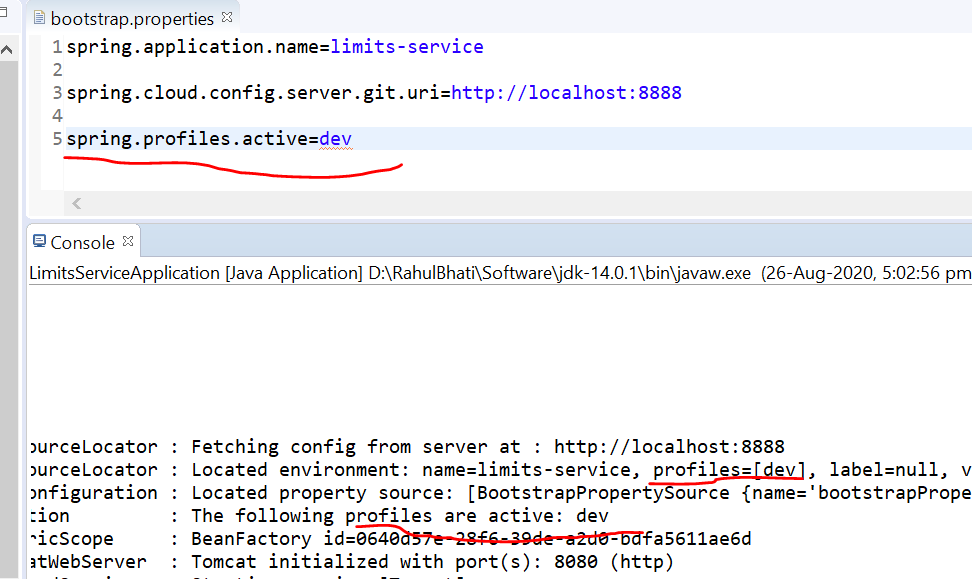 bootstrap.properties
1 spring.application.name=limits-service
2
3 spring.cloud.config.server.git.uri=http://localhost:8888
4
5 spring.profiles.active=dev
Console
LimitsServiceApplication [Java Application] D:\RahulBhati\Software\jdk-14.0.1\bin\javaw.exe (26-Aug-2020, 5:02:56 pm
ourceLocator : Fetching config from server at : http://localhost:8888
ourceLocator : Located environment: name=limits-service, profiles=[dev], label=null, v
onfiguration : Located property source: [BootstrapPropertySource {name='bootstrapPrope
tion : The following profiles are active: dev
ricScope : BeanFactory id=0640d57e-28f6-39de-a2d0-bdfa5611ae6d
atWebServer : Tomcat initialized with port(s): 8080 (http)